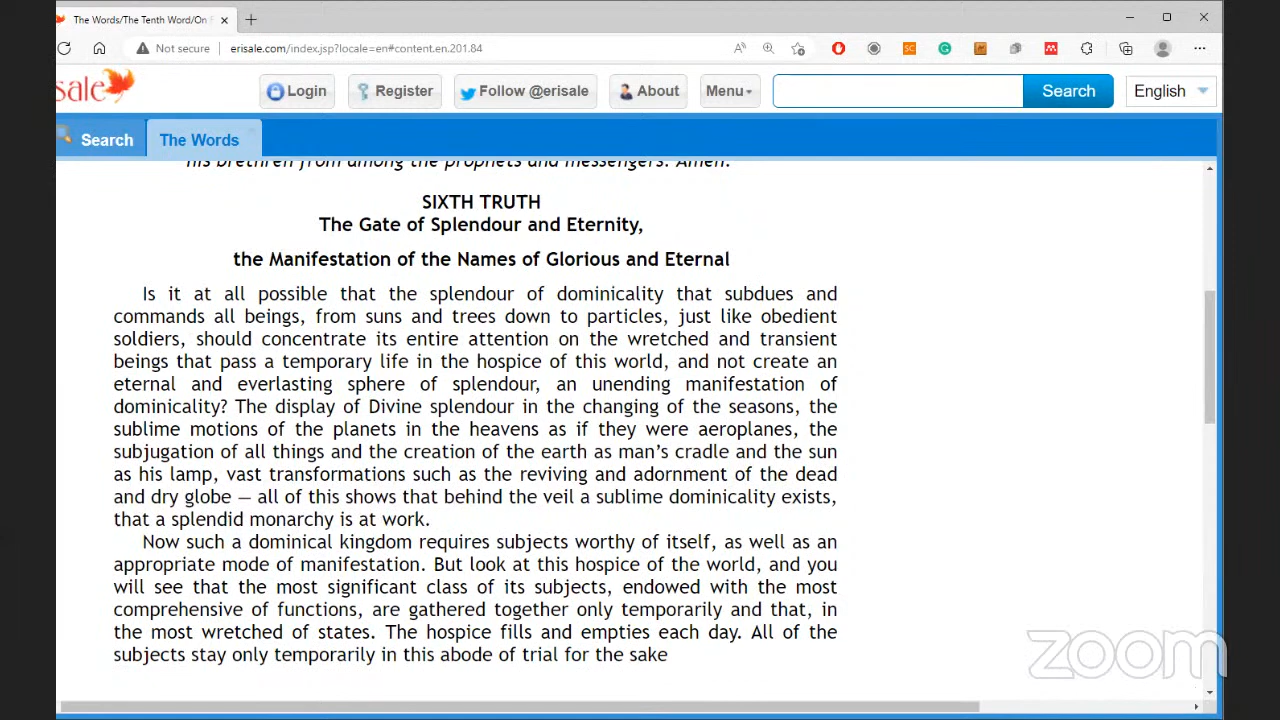 The Words/The Tenth Word/On
Not secure erisale.com/index.jsp?locale=en#content.en.201.84
sale Login Register Follow @erisale About Menu Search English
Search The Words
his brethren from among the prophets and messengers. Amen.
SIXTH TRUTH
The Gate of Splendour and Eternity,
the Manifestation of the Names of Glorious and Eternal
Is it at all possible that the splendour of dominicality that subdues and
commands all beings, from suns and trees down to particles, just like obedient
soldiers, should concentrate its entire attention on the wretched and transient
beings that pass a temporary life in the hospice of this world, and not create an
eternal and everlasting sphere of splendour, an unending manifestation of
dominicality? The display of Divine splendour in the changing of the seasons, the
sublime motions of the planets in the heavens as if they were aeroplanes, the
subjugation of all things and the creation of the earth as man’s cradle and the sun
as his lamp, vast transformations such as the reviving and adornment of the dead
and dry globe — all of this shows that behind the veil a sublime dominicality exists,
that a splendid monarchy is at work.
Now such a dominical kingdom requires subjects worthy of itself, as well as an
appropriate mode of manifestation. But look at this hospice of the world, and you
will see that the most significant class of its subjects, endowed with the most
comprehensive of functions, are gathered together only temporarily and that, in
the most wretched of states. The hospice fills and empties each day. All of the
subjects stay only temporarily in this abode of trial for the sake
zoom